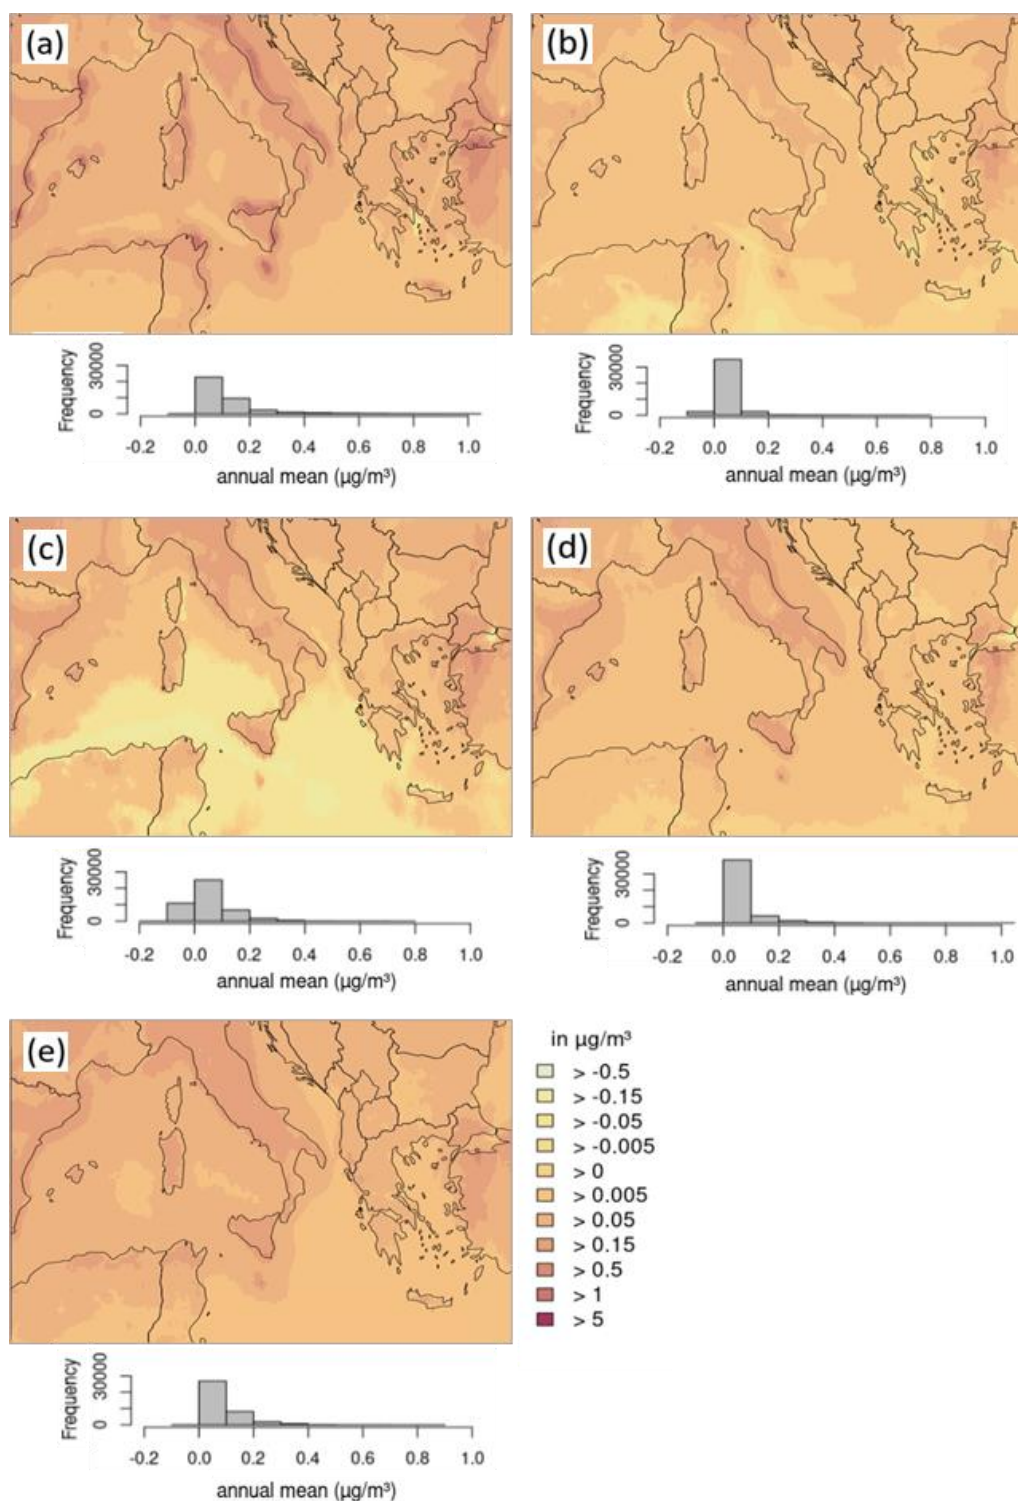 (a)
(b)
Frequency
0 30000
-0.2 0.0 0.2 0.4 0.6 0.8 1.0
annual mean (µg/m³)
Frequency
0 30000
-0.2 0.0 0.2 0.4 0.6 0.8 1.0
annual mean (µg/m³)
(c)
(d)
Frequency
0 30000
-0.2 0.0 0.2 0.4 0.6 0.8 1.0
annual mean (µg/m³)
Frequency
0 30000
-0.2 0.0 0.2 0.4 0.6 0.8 1.0
annual mean (µg/m³)
(e)
in µg/m³
> -0.5
> -0.15
> -0.05
> -0.005
> 0
> 0.005
> 0.05
> 0.15
> 0.5
> 1
> 5
Frequency
0 30000
-0.2 0.0 0.2 0.4 0.6 0.8 1.0
annual mean (µg/m³)